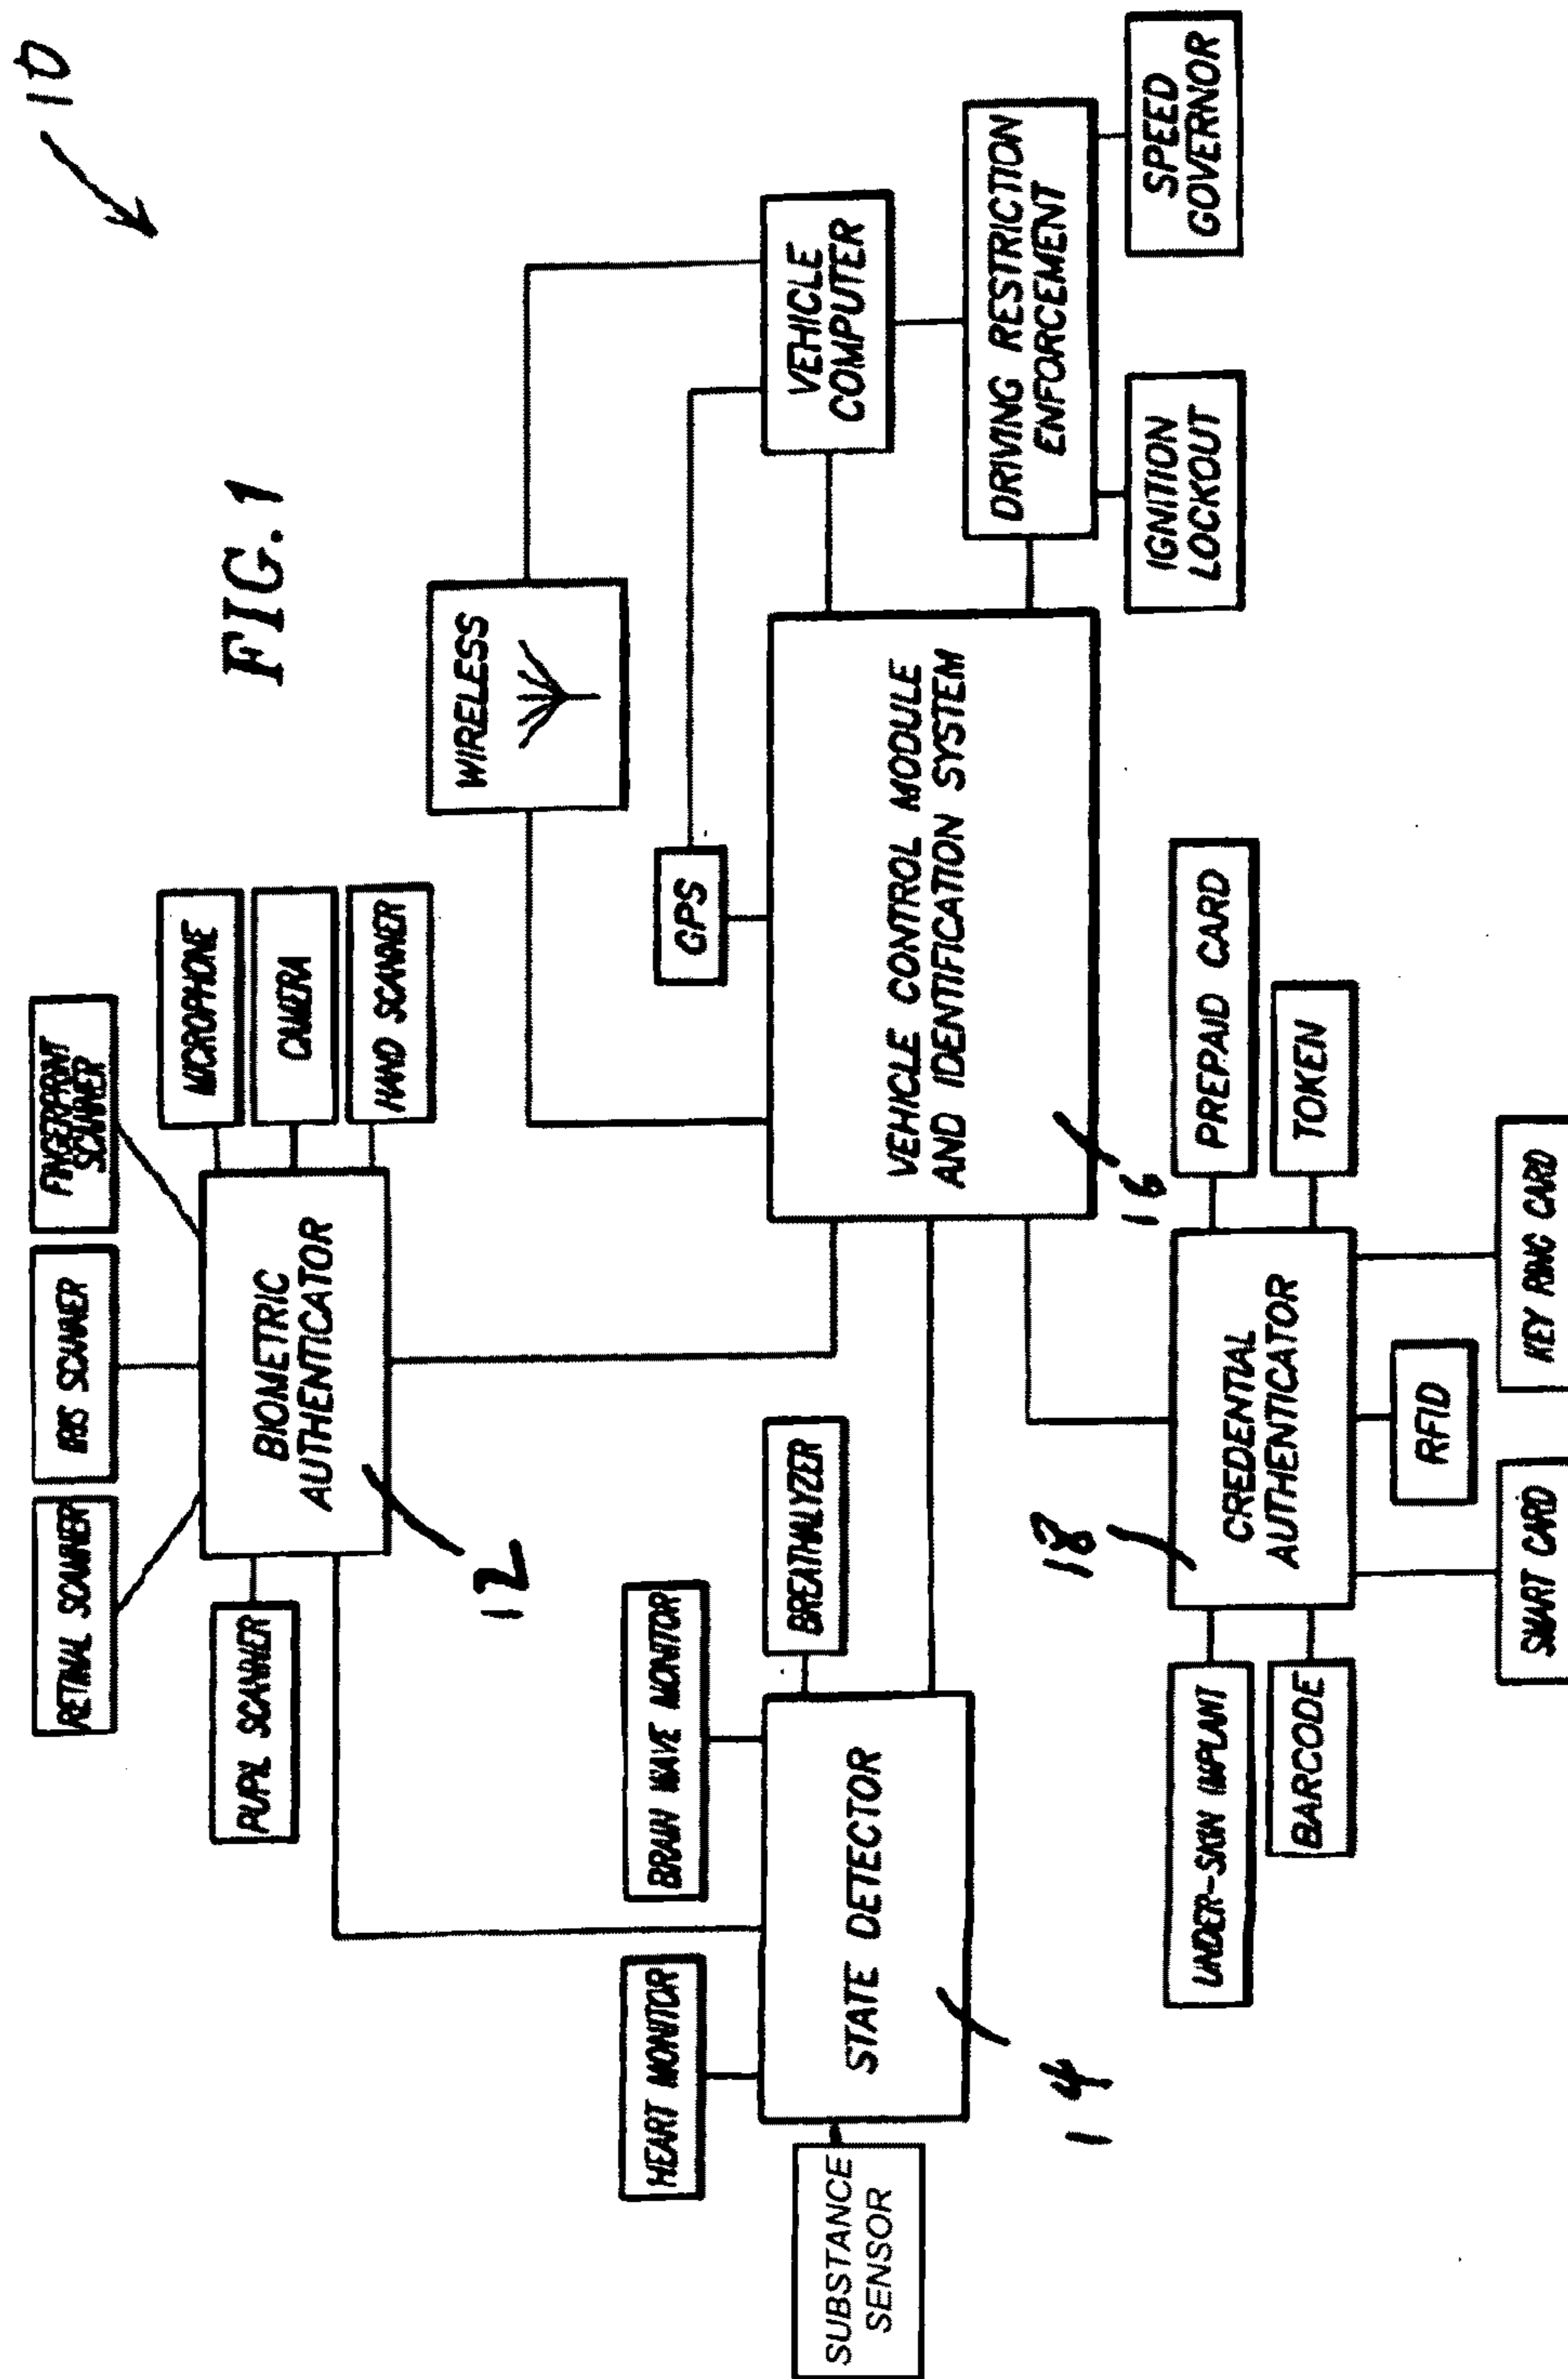 10
FIG. 1
RETINAL SCANNER
IRIS SCANNER
FINGERPRINT
SCANNER
PUPIL SCANNER
BIOMETRIC
AUTHENTICATOR
MICROPHONE
CAMERA
HAND SCANNER
12
WIRELESS
HEART MONITOR
BRAIN WAVE MONITOR
BREATHALYZER
GPS
SUBSTANCE
SENSOR
STATE DETECTOR
14
VEHICLE CONTROL MODULE
AND IDENTIFICATION SYSTEM
16
VEHICLE
COMPUTER
DRIVING RESTRICTION
ENFORCEMENT
IGNITION
LOCKOUT
SPEED
GOVERNOR
18
UNDER-SKIN IMPLANT
BARCODE
CREDENTIAL
AUTHENTICATOR
PREPAID CARD
TOKEN
RFID
SMART CARD
KEY RING CARD